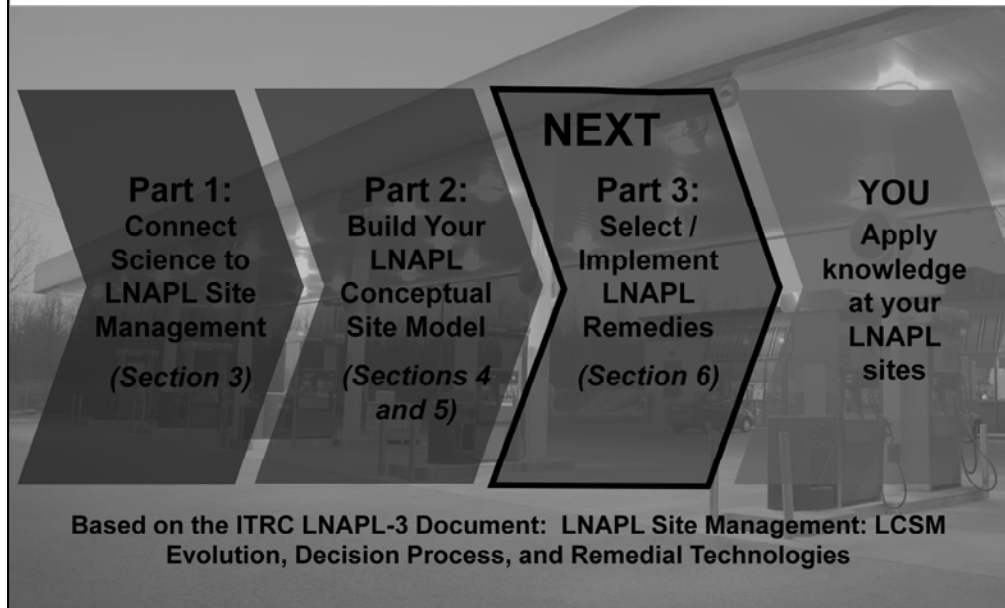 Part 1:
Connect
Science to
LNAPL Site
Management
(Section 3)
Part 2:
Build Your
LNAPL
Conceptual
Site Model
(Sections 4
and 5)
NEXT
Part 3:
Select /
Implement
LNAPL
Remedies
(Section 6)
YOU
Apply
knowledge
at your
LNAPL
sites
Based on the ITRC LNAPL-3 Document: LNAPL Site Management: LCSM
Evolution, Decision Process, and Remedial Technologies